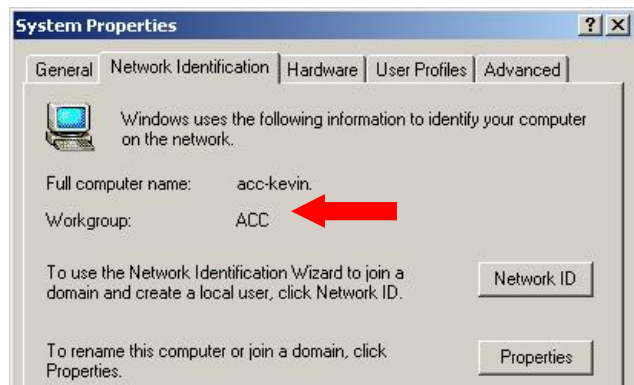 System Properties ? X
General Network Identification Hardware User Profiles Advanced
Windows uses the following information to identify your computer
on the network.
Full computer name: acc-kevin.
Workgroup: ACC
To use the Network Identification Wizard to join a
domain and create a local user, click Network ID.
Network ID
To rename this computer or join a domain, click
Properties.
Properties